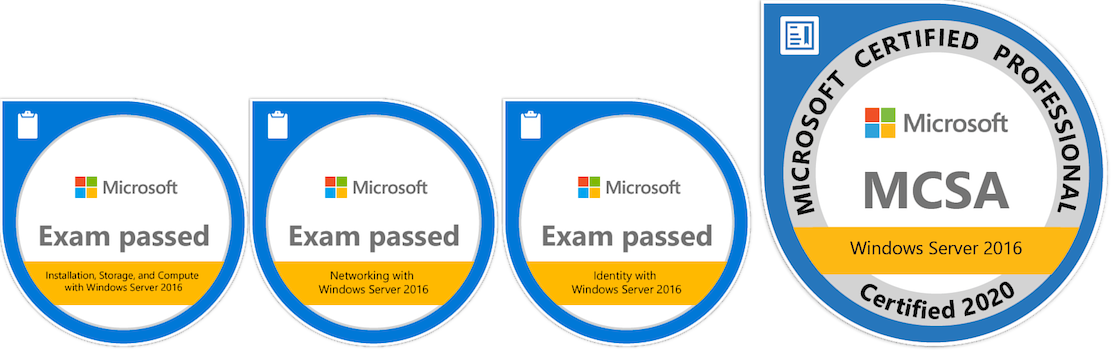 Microsoft
Exam passed
Installation, Storage, and Compute
with Windows Server 2016
Microsoft
Exam passed
Networking with
Windows Server 2016
Microsoft
Exam passed
Identity with
Windows Server 2016
MICROSOFT CERTIFIED PROFESSIONAL
Microsoft
MCSA
Windows Server 2016
Certified 2020